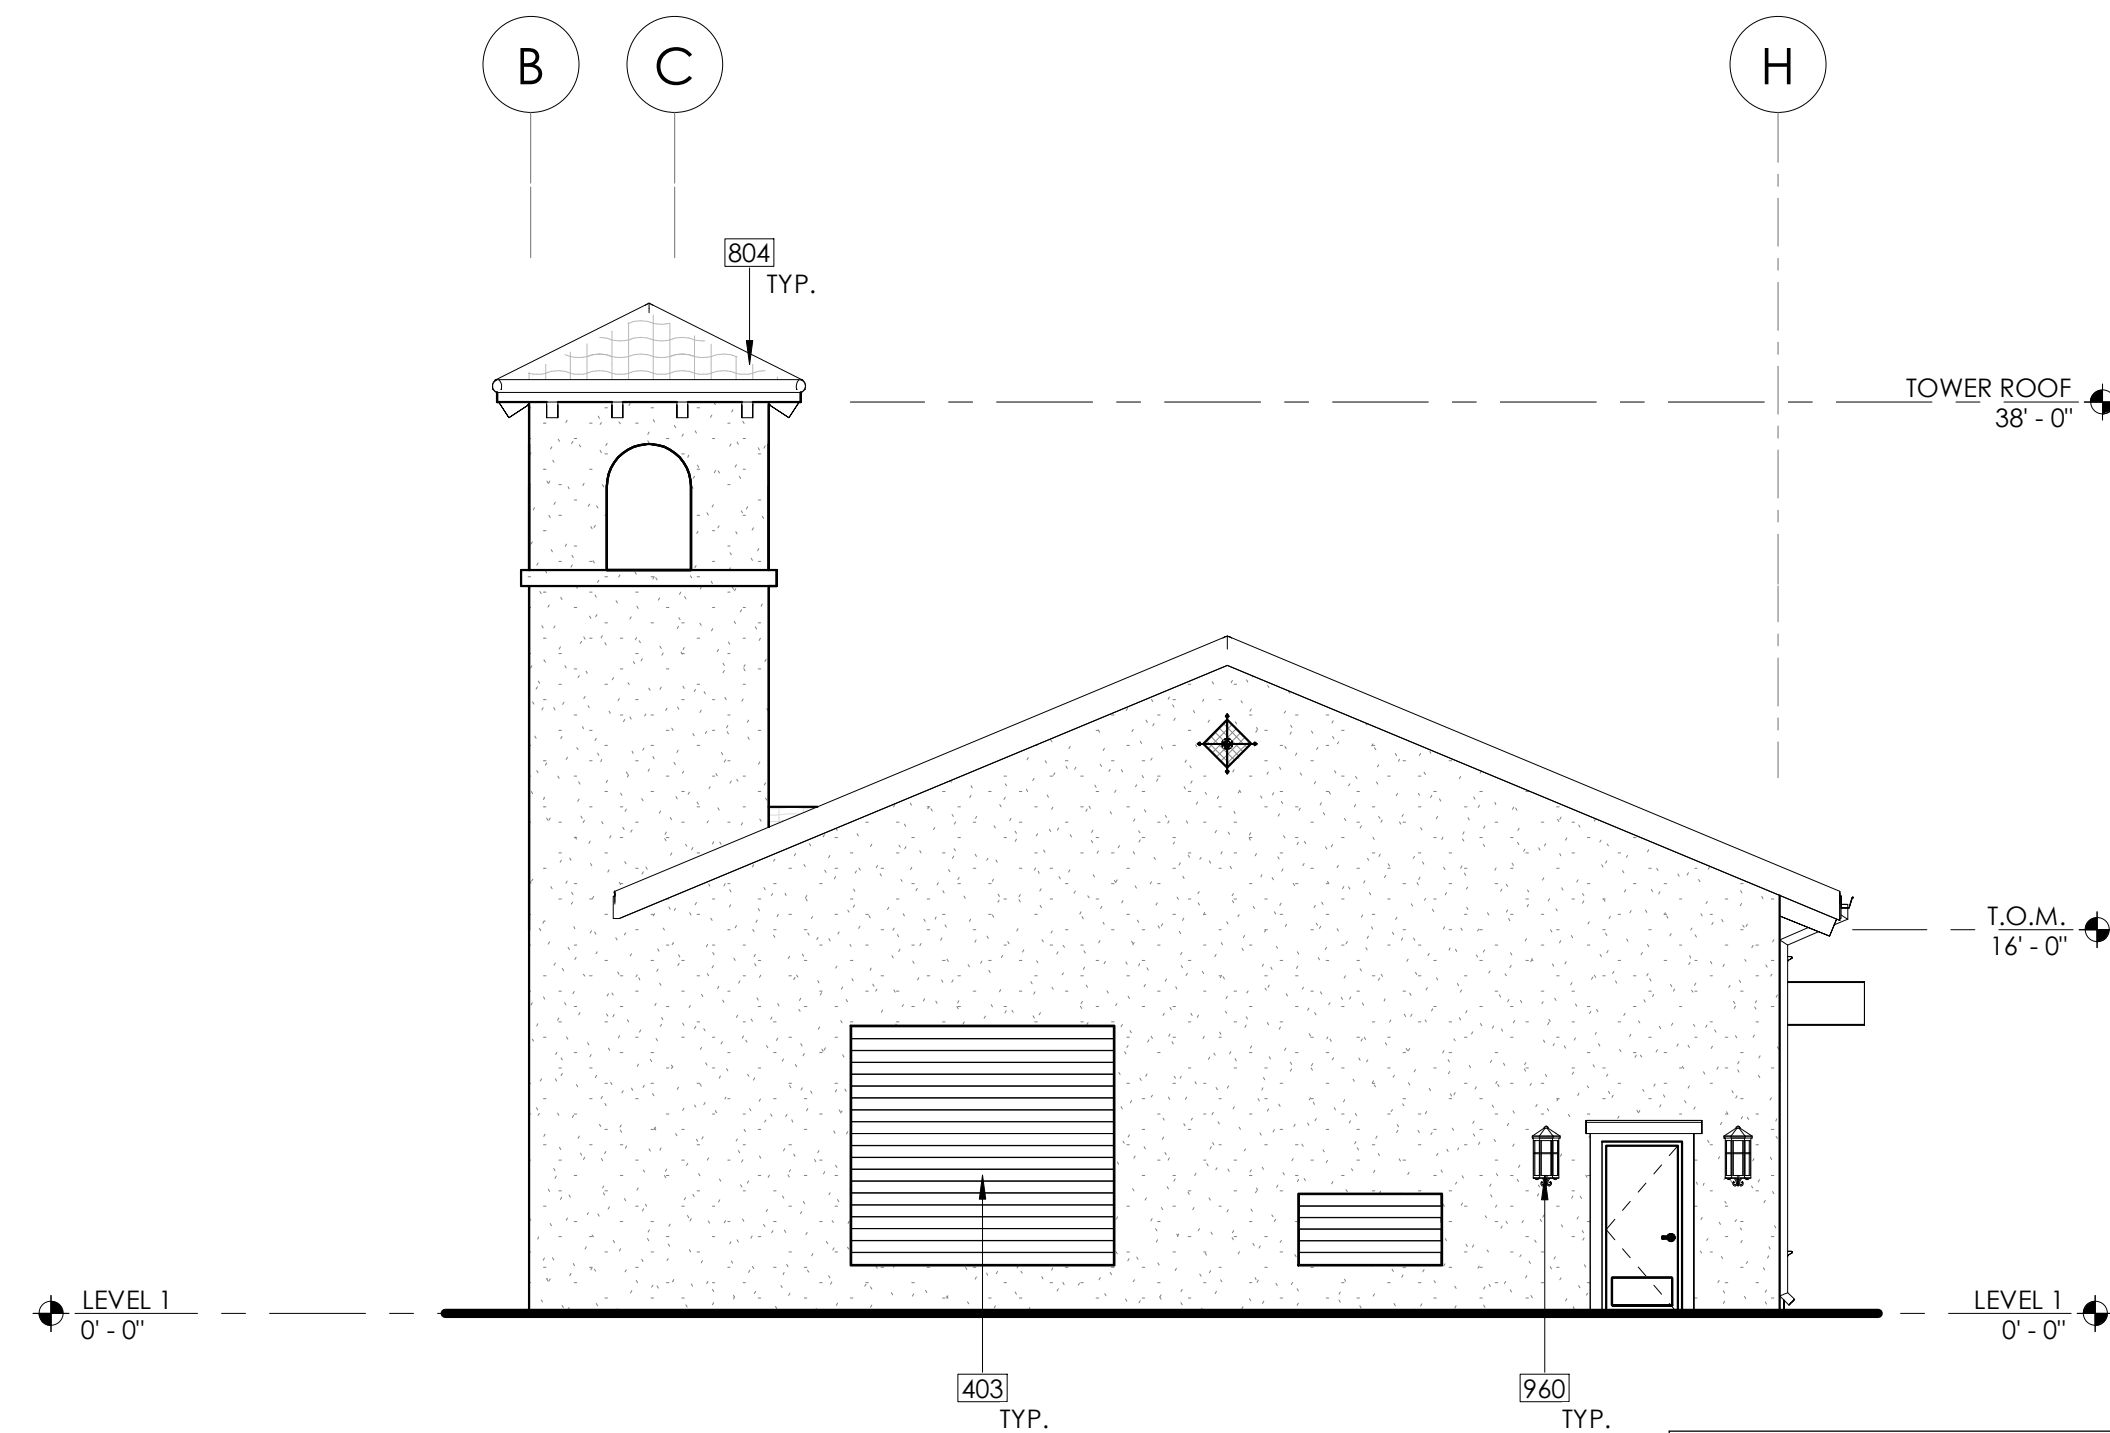 B
C
H
804
TYP.
TOWER ROOF
38' - 0"
T.O.M.
16' - 0"
LEVEL 1
0' - 0"
LEVEL 1
0' - 0"
403
TYP.
960
TYP.